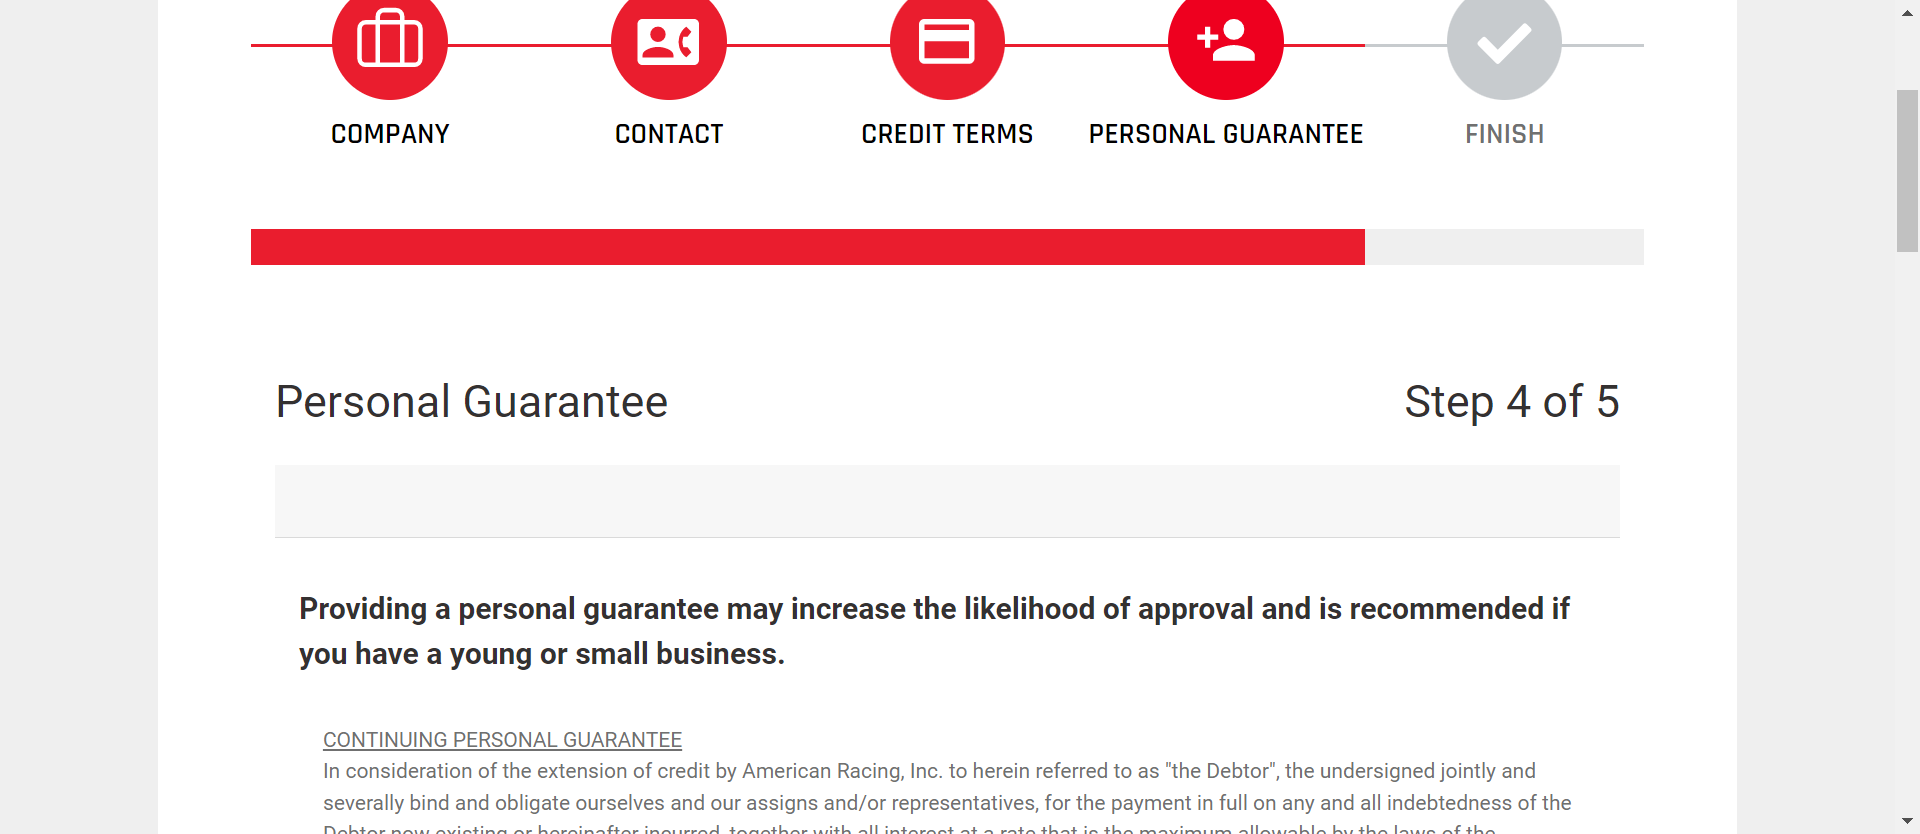 COMPANY CONTACT CREDIT TERMS PERSONAL GUARANTEE FINISH
Personal Guarantee Step 4 of 5
Providing a personal guarantee may increase the likelihood of approval and is recommended if
you have a young or small business.
CONTINUING PERSONAL GUARANTEE
In consideration of the extension of credit by American Racing, Inc. to herein referred to as "the Debtor", the undersigned jointly and
severally bind and obligate ourselves and our assigns and/or representatives, for the payment in full on any and all indebtedness of the
Debtor now existing or hereinafter incurred, together with all interest at a rate that is the maximum allowable by the laws of the